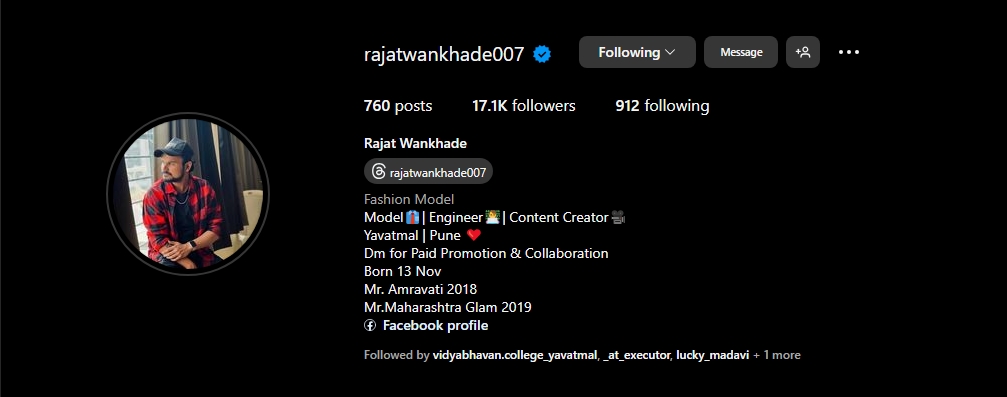 rajatwankhade007 Following Message
760 posts 17.1K followers 912 following
Rajat Wankhade
rajatwankhade007
Fashion Model
Model👔| Engineer👨‍💻| Content Creator🎥
Yavatmal | Pune ❤️
Dm for Paid Promotion & Collaboration
Born 13 Nov
Mr. Amravati 2018
Mr.Maharashtra Glam 2019
Facebook profile
Followed by vidyabhavan.college_yavatmal, _at_executor, lucky_madavi + 1 more